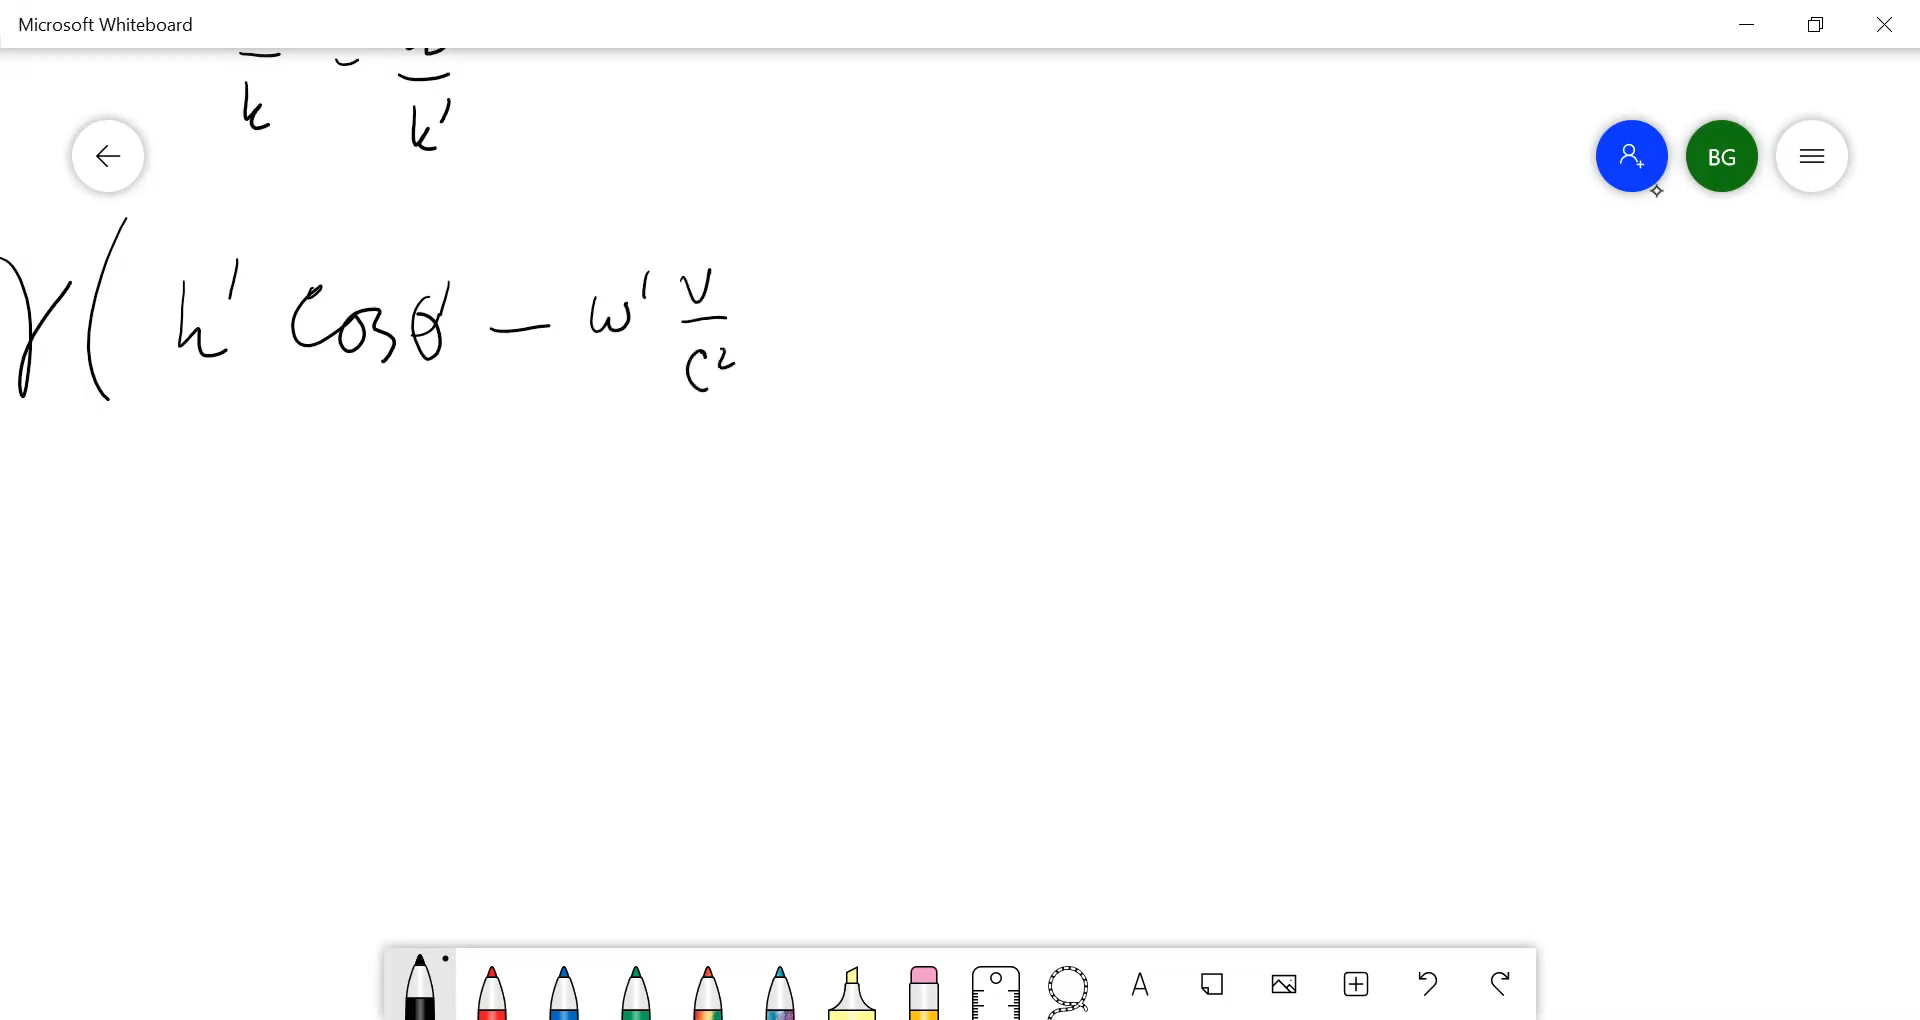 Microsoft Whiteboard
k k'
BG
γ( k' cosθ' — ω' v/c²
A